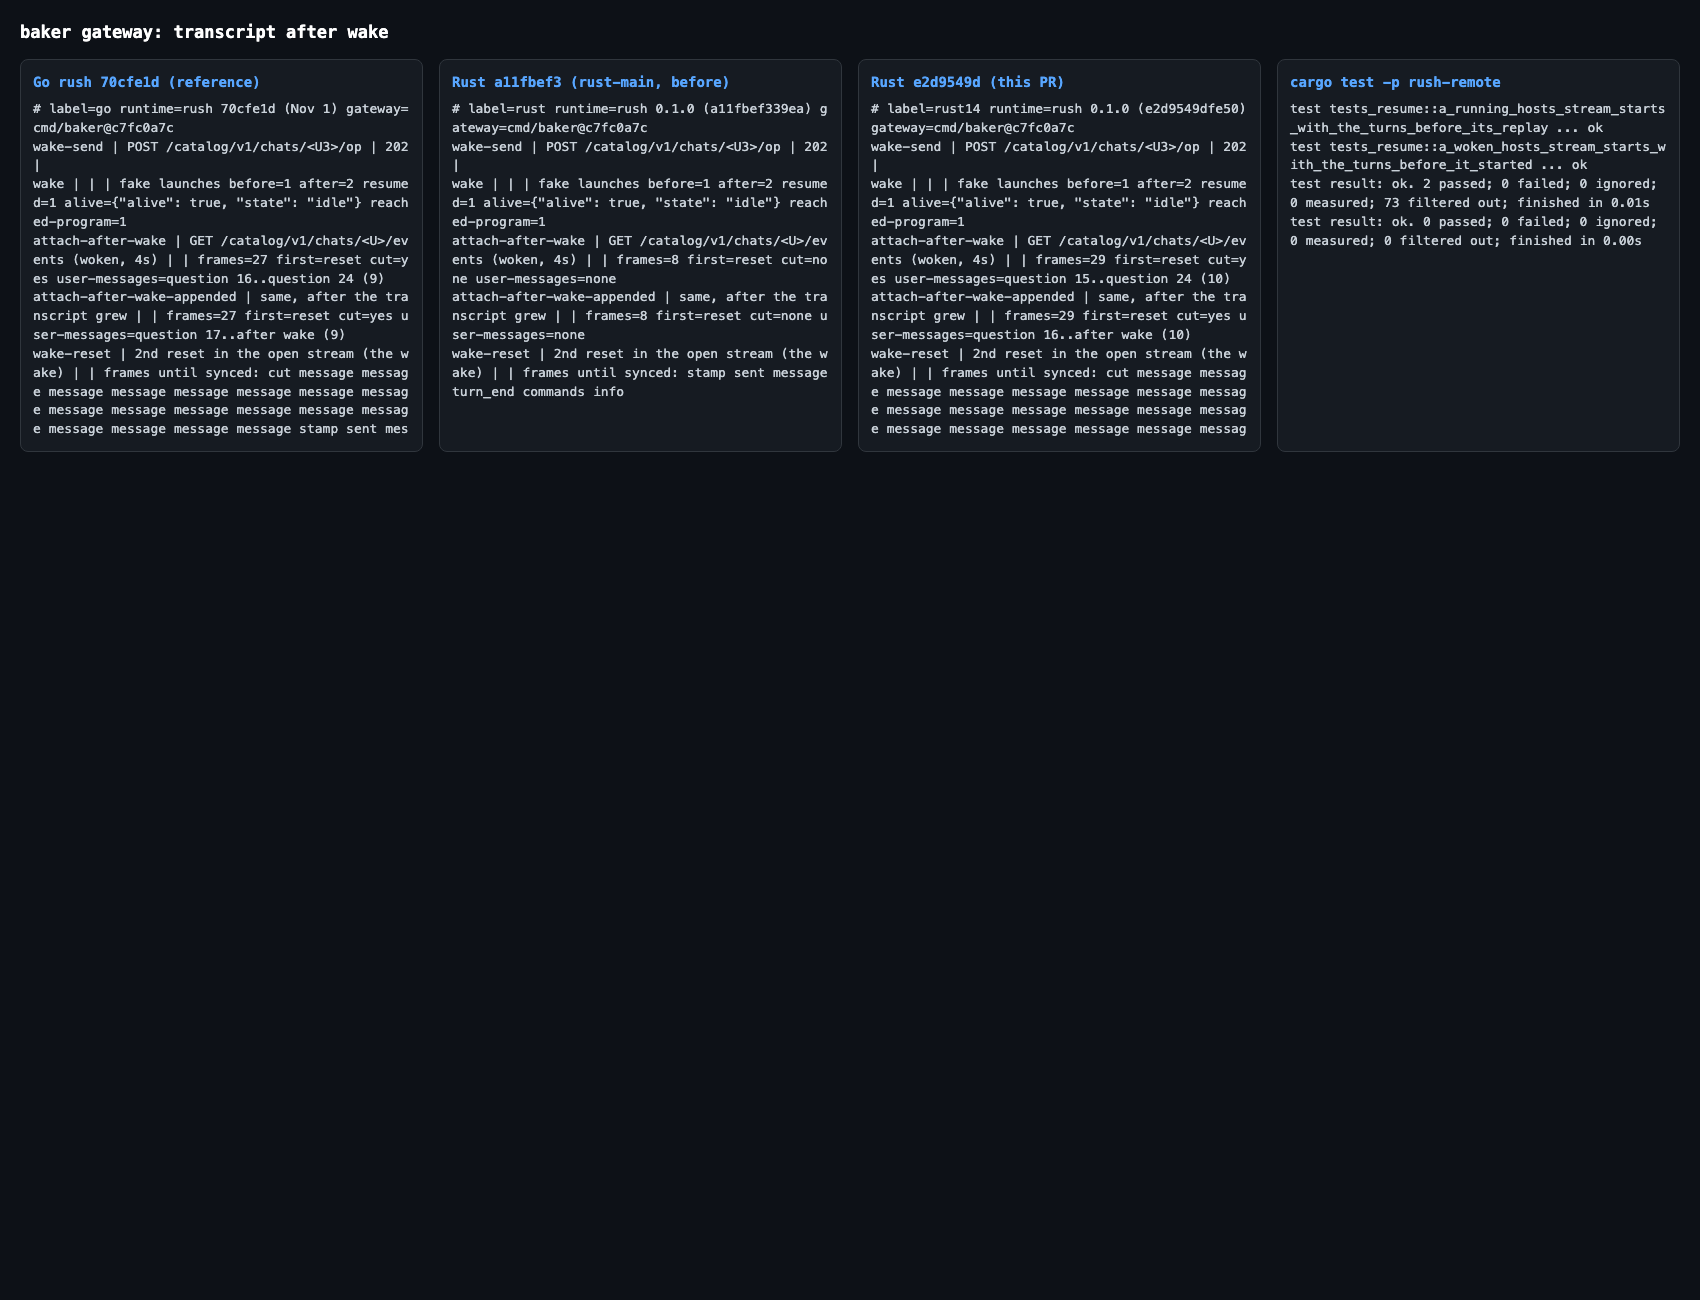 baker gateway: transcript after wake
Go rush 70cfe1d (reference)
# label=go runtime=rush 70cfe1d (Nov 1) gateway=
cmd/baker@c7fc0a7c
wake-send | POST /catalog/v1/chats/<U3>/op | 202
|
wake | | | fake launches before=1 after=2 resume
d=1 alive={"alive": true, "state": "idle"} reach
ed-program=1
attach-after-wake | GET /catalog/v1/chats/<U>/ev
ents (woken, 4s) | | frames=27 first=reset cut=y
es user-messages=question 16..question 24 (9)
attach-after-wake-appended | same, after the tra
nscript grew | | frames=27 first=reset cut=yes u
ser-messages=question 17..after wake (9)
wake-reset | 2nd reset in the open stream (the w
ake) | | frames until synced: cut message messag
e message message message message message messag
e message message message message message messag
e message message message message stamp sent mes
Rust a11fbef3 (rust-main, before)
# label=rust runtime=rush 0.1.0 (a11fbef339ea) g
ateway=cmd/baker@c7fc0a7c
wake-send | POST /catalog/v1/chats/<U3>/op | 202
|
wake | | | fake launches before=1 after=2 resume
d=1 alive={"alive": true, "state": "idle"} reach
ed-program=1
attach-after-wake | GET /catalog/v1/chats/<U>/ev
ents (woken, 4s) | | frames=8 first=reset cut=no
ne user-messages=none
attach-after-wake-appended | same, after the tra
nscript grew | | frames=8 first=reset cut=none u
ser-messages=none
wake-reset | 2nd reset in the open stream (the w
ake) | | frames until synced: stamp sent message
turn_end commands info
Rust e2d9549d (this PR)
# label=rust14 runtime=rush 0.1.0 (e2d9549dfe50)
gateway=cmd/baker@c7fc0a7c
wake-send | POST /catalog/v1/chats/<U3>/op | 202
|
wake | | | fake launches before=1 after=2 resume
d=1 alive={"alive": true, "state": "idle"} reach
ed-program=1
attach-after-wake | GET /catalog/v1/chats/<U>/ev
ents (woken, 4s) | | frames=29 first=reset cut=y
es user-messages=question 15..question 24 (10)
attach-after-wake-appended | same, after the tra
nscript grew | | frames=29 first=reset cut=yes u
ser-messages=question 16..after wake (10)
wake-reset | 2nd reset in the open stream (the w
ake) | | frames until synced: cut message messag
e message message message message message messag
e message message message message message messag
e message message message message message messag
cargo test -p rush-remote
test tests_resume::a_running_hosts_stream_starts
_with_the_turns_before_its_replay ... ok
test tests_resume::a_woken_hosts_stream_starts_w
ith_the_turns_before_it_started ... ok
test result: ok. 2 passed; 0 failed; 0 ignored;
0 measured; 73 filtered out; finished in 0.01s
test result: ok. 0 passed; 0 failed; 0 ignored;
0 measured; 0 filtered out; finished in 0.00s